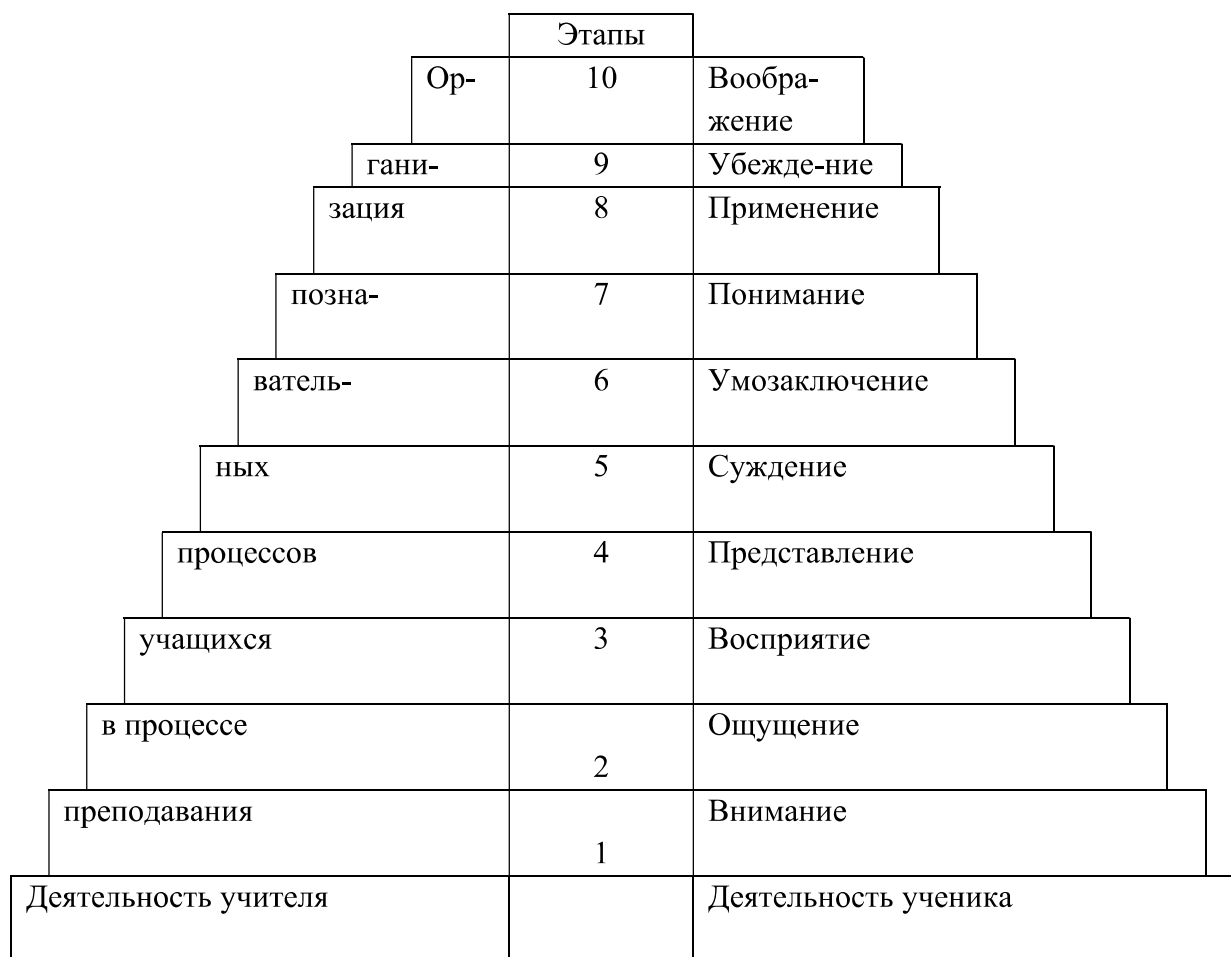 Этапы
Ор- 10 Вообра-
жение
гани- 9 Убежде-ние
зация 8 Применение
позна- 7 Понимание
ватель- 6 Умозаключение
ных 5 Суждение
процессов 4 Представление
учащихся 3 Восприятие
в процессе Ощущение
2
преподавания Внимание
1
Деятельность учителя Деятельность ученика